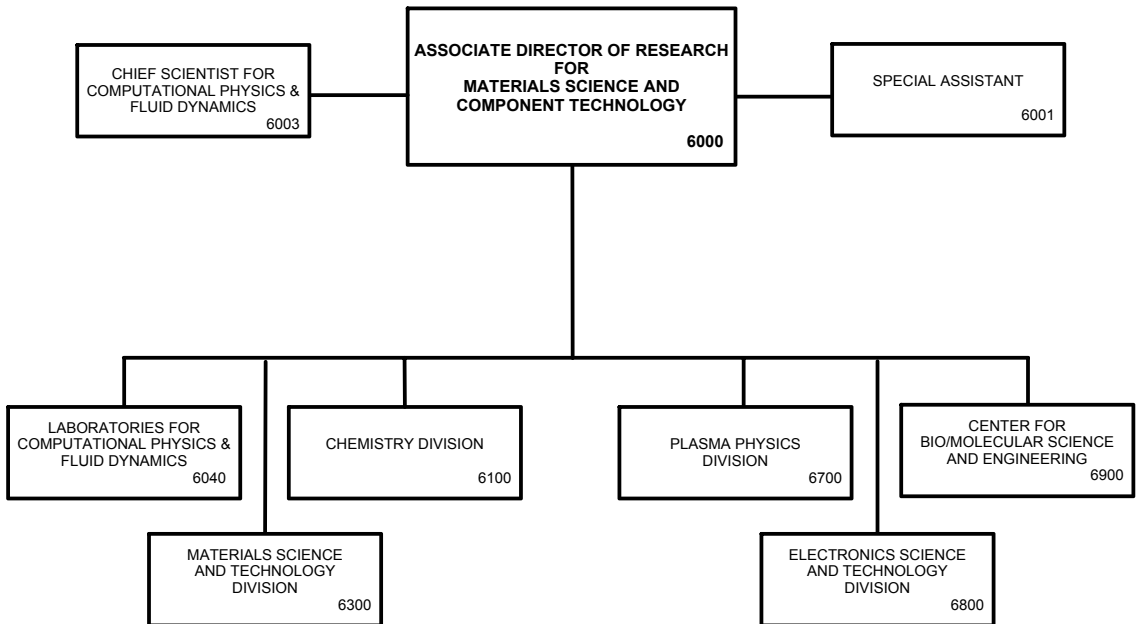 ASSOCIATE DIRECTOR OF RESEARCH
FOR
MATERIALS SCIENCE AND
COMPONENT TECHNOLOGY
6000
CHIEF SCIENTIST FOR
COMPUTATIONAL PHYSICS &
FLUID DYNAMICS
6003
SPECIAL ASSISTANT
6001
LABORATORIES FOR
COMPUTATIONAL PHYSICS &
FLUID DYNAMICS
6040
CHEMISTRY DIVISION
6100
PLASMA PHYSICS
DIVISION
6700
CENTER FOR
BIO/MOLECULAR SCIENCE
AND ENGINEERING
6900
MATERIALS SCIENCE
AND TECHNOLOGY
DIVISION
6300
ELECTRONICS SCIENCE
AND TECHNOLOGY
DIVISION
6800